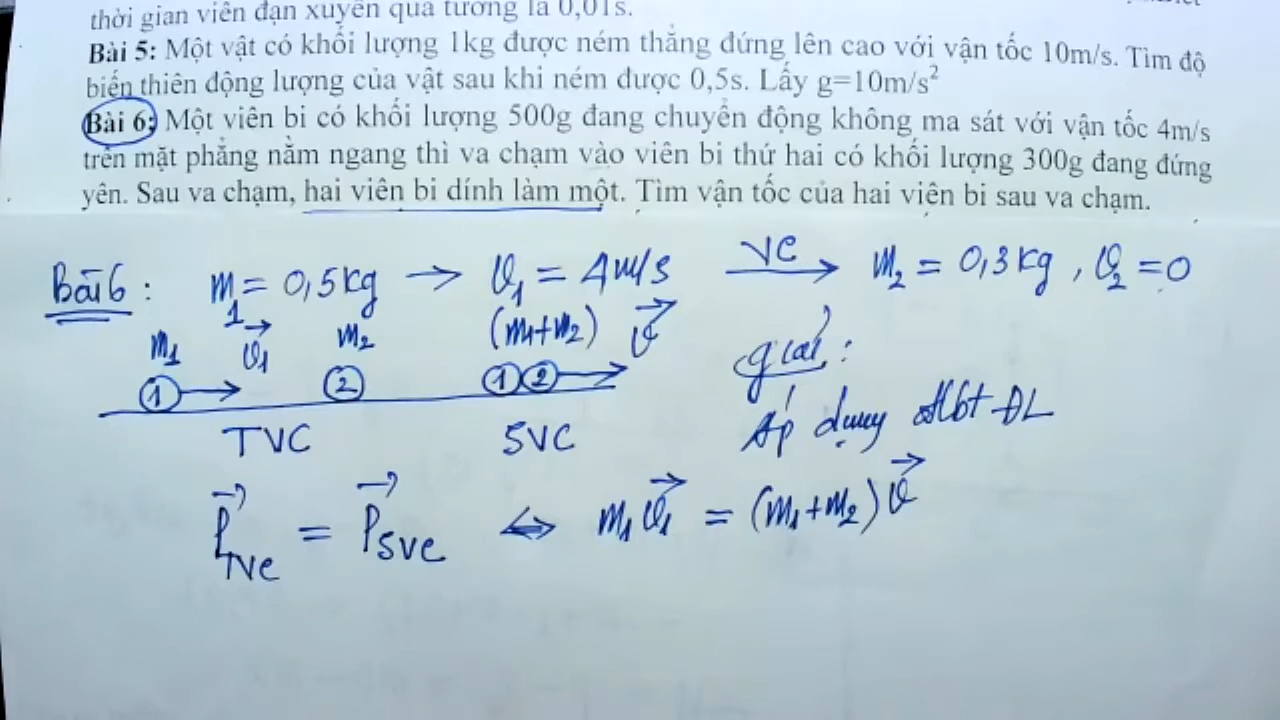 thời gian viên đạn xuyên qua tường là 0,01s.
Bài 5: Một vật có khối lượng 1kg được ném thẳng đứng lên cao với vận tốc 10m/s. Tìm độ
biến thiên động lượng của vật sau khi ném được 0,5s. Lấy g=10m/s²
Bài 6: Một viên bi có khối lượng 500g đang chuyển động không ma sát với vận tốc 4m/s
trên mặt phẳng nằm ngang thì va chạm vào viên bi thứ hai có khối lượng 300g đang đứng
yên. Sau va chạm, hai viên bi dính làm một. Tìm vận tốc của hai viên bi sau va chạm.
Bài 6 : m₁ = 0,5kg → v₁ = 4m/s VC → m₂ = 0,3kg , v₂ = 0
m₁ v₁⃗ m₂ (m₁+m₂) v⃗
① ② ①② giải :
TVC SVC Áp dụng ĐLBT ĐL
P⃗TVC = P⃗SVC ⇔ m₁v₁⃗ = (m₁+m₂)v⃗